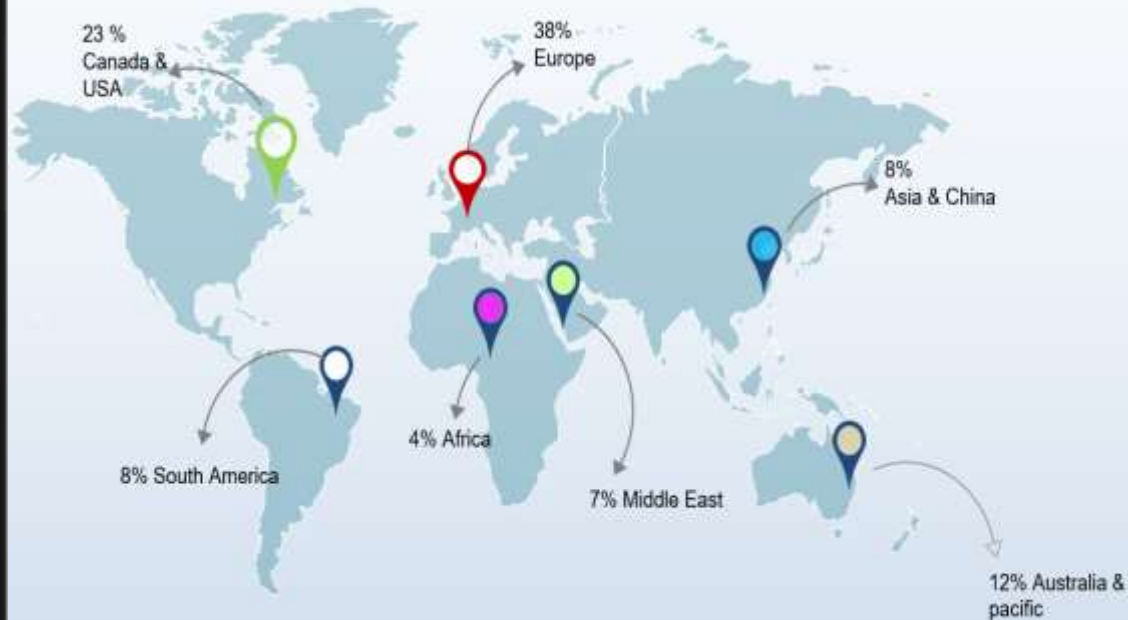 23 %
Canada &
USA
38%
Europe
8%
Asia & China
4% Africa
8% South America
7% Middle East
12% Australia &
pacific